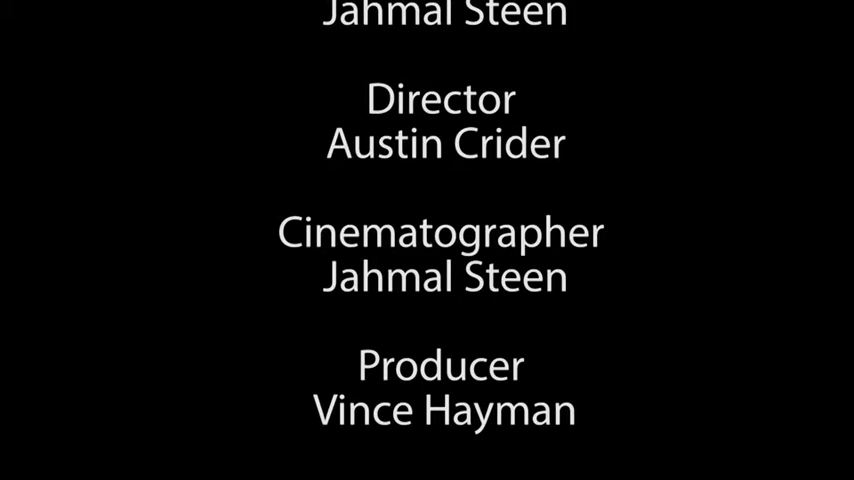 Jahmal Steen
Director
Austin Crider
Cinematographer
Jahmal Steen
Producer
Vince Hayman